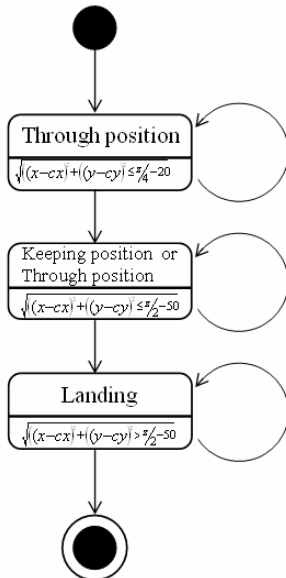 Through position
√((x−cx)²+((y−cy)² ≤ z/4−20
Keeping position or
Through position
√((x−cx)²+((y−cy)² ≤ z/2−50
Landing
√((x−cx)²+((y−cy)² > z/2−50